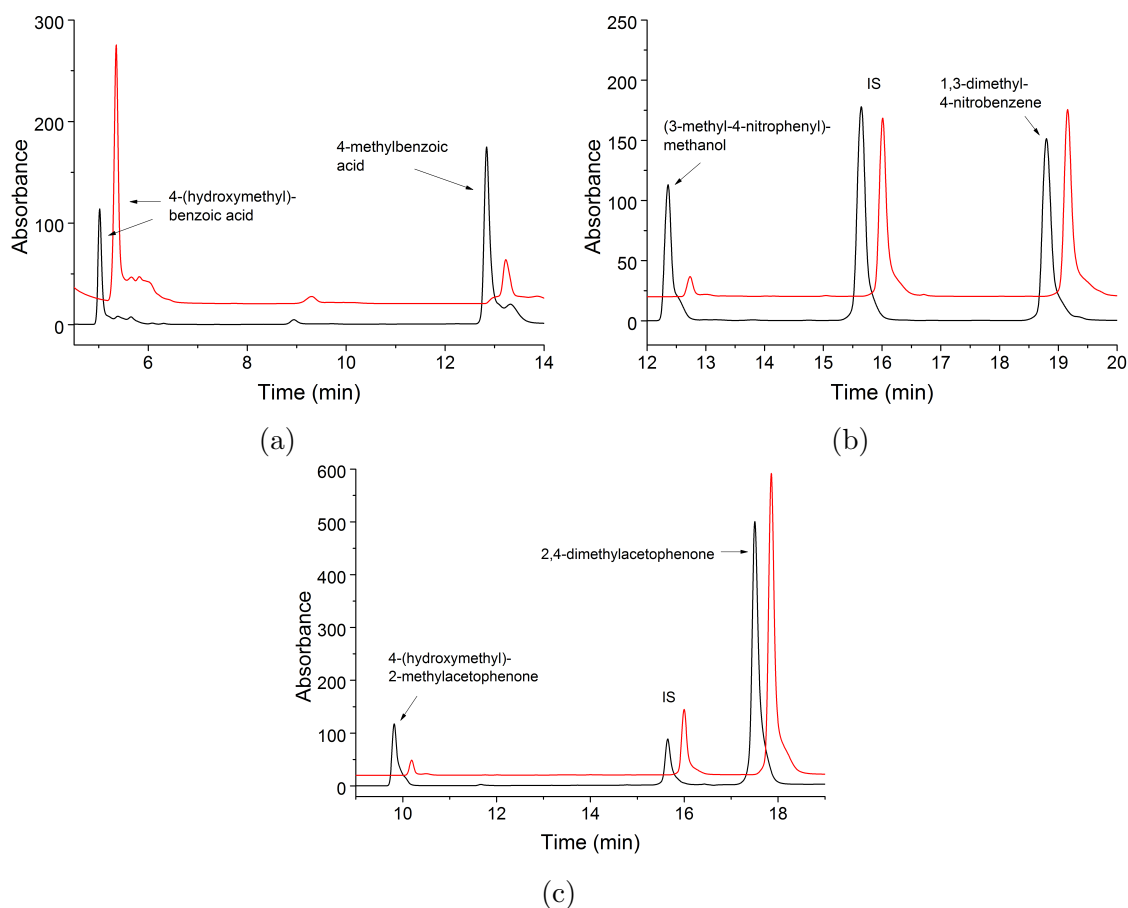 300
200
100
0
Absorbance
4-(hydroxymethyl)-
benzoic acid
4-methylbenzoic
acid
6
8
10
12
14
Time (min)
(a)
250
200
150
100
50
0
Absorbance
(3-methyl-4-nitrophenyl)-
methanol
IS
1,3-dimethyl-
4-nitrobenzene
12
13
14
15
16
17
18
19
20
Time (min)
(b)
600
500
400
300
200
100
0
Absorbance
4-(hydroxymethyl)-
2-methylacetophenone
IS
2,4-dimethylacetophenone
10
12
14
16
18
Time (min)
(c)